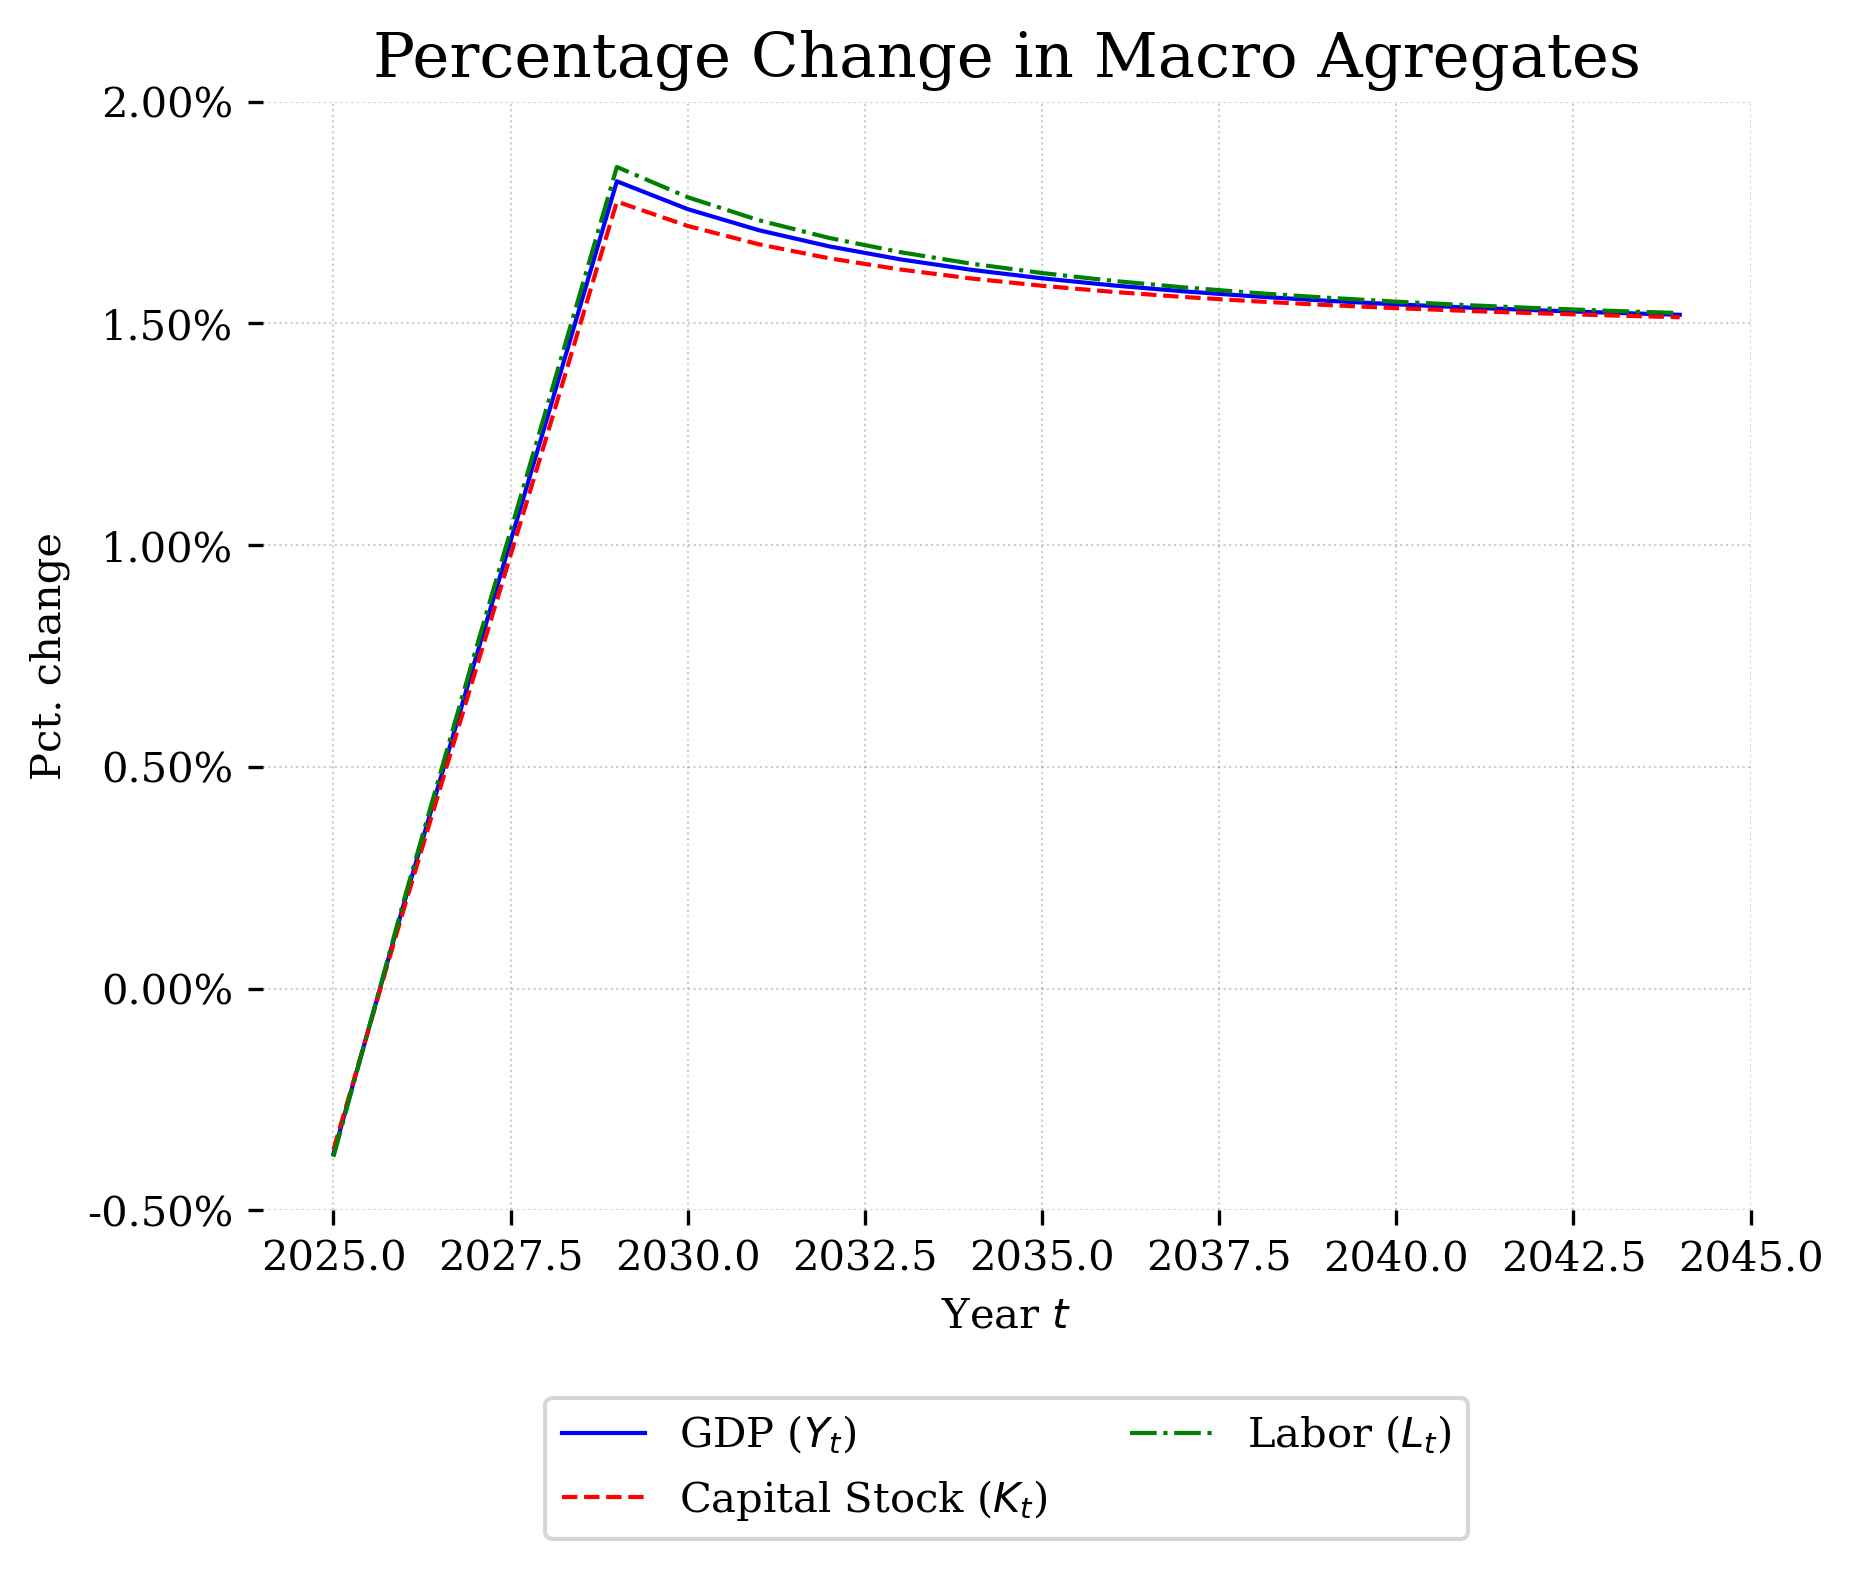 Percentage Change in Macro Agregates
2.00%
1.50%
1.00%
0.50%
0.00%
-0.50%
Pct. change
2025.0 2027.5 2030.0 2032.5 2035.0 2037.5 2040.0 2042.5 2045.0
Year t
GDP (Yₜ)
Capital Stock (Kₜ)
Labor (Lₜ)